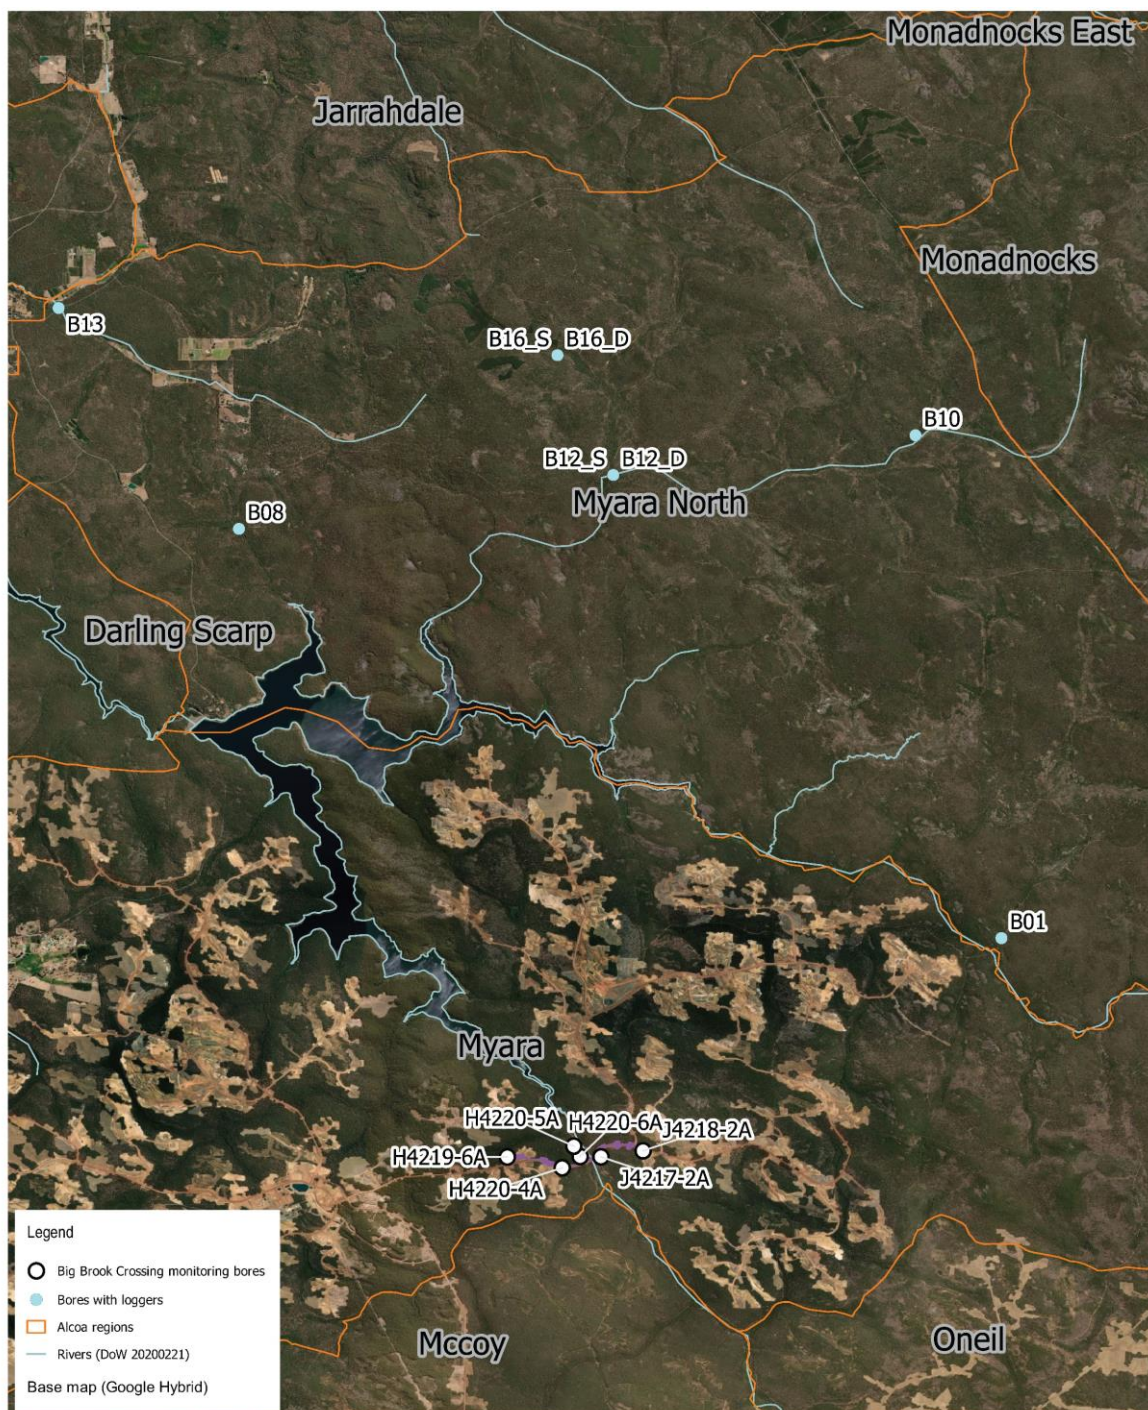 Monadnocks East
Jarrahdale
Monadnocks
B13
B16_S B16_D
B10
B12_S B12_D
Myara North
B08
Darling Scarp
B01
Myara
H4220-5A H4220-6A
J4218-2A
H4219-6A
H4220-4A
J4217-2A
Legend
Big Brook Crossing monitoring bores
Bores with loggers
Alcoa regions
Rivers (DoW 20200221)
Base map (Google Hybrid)
Mccoy
Oneil